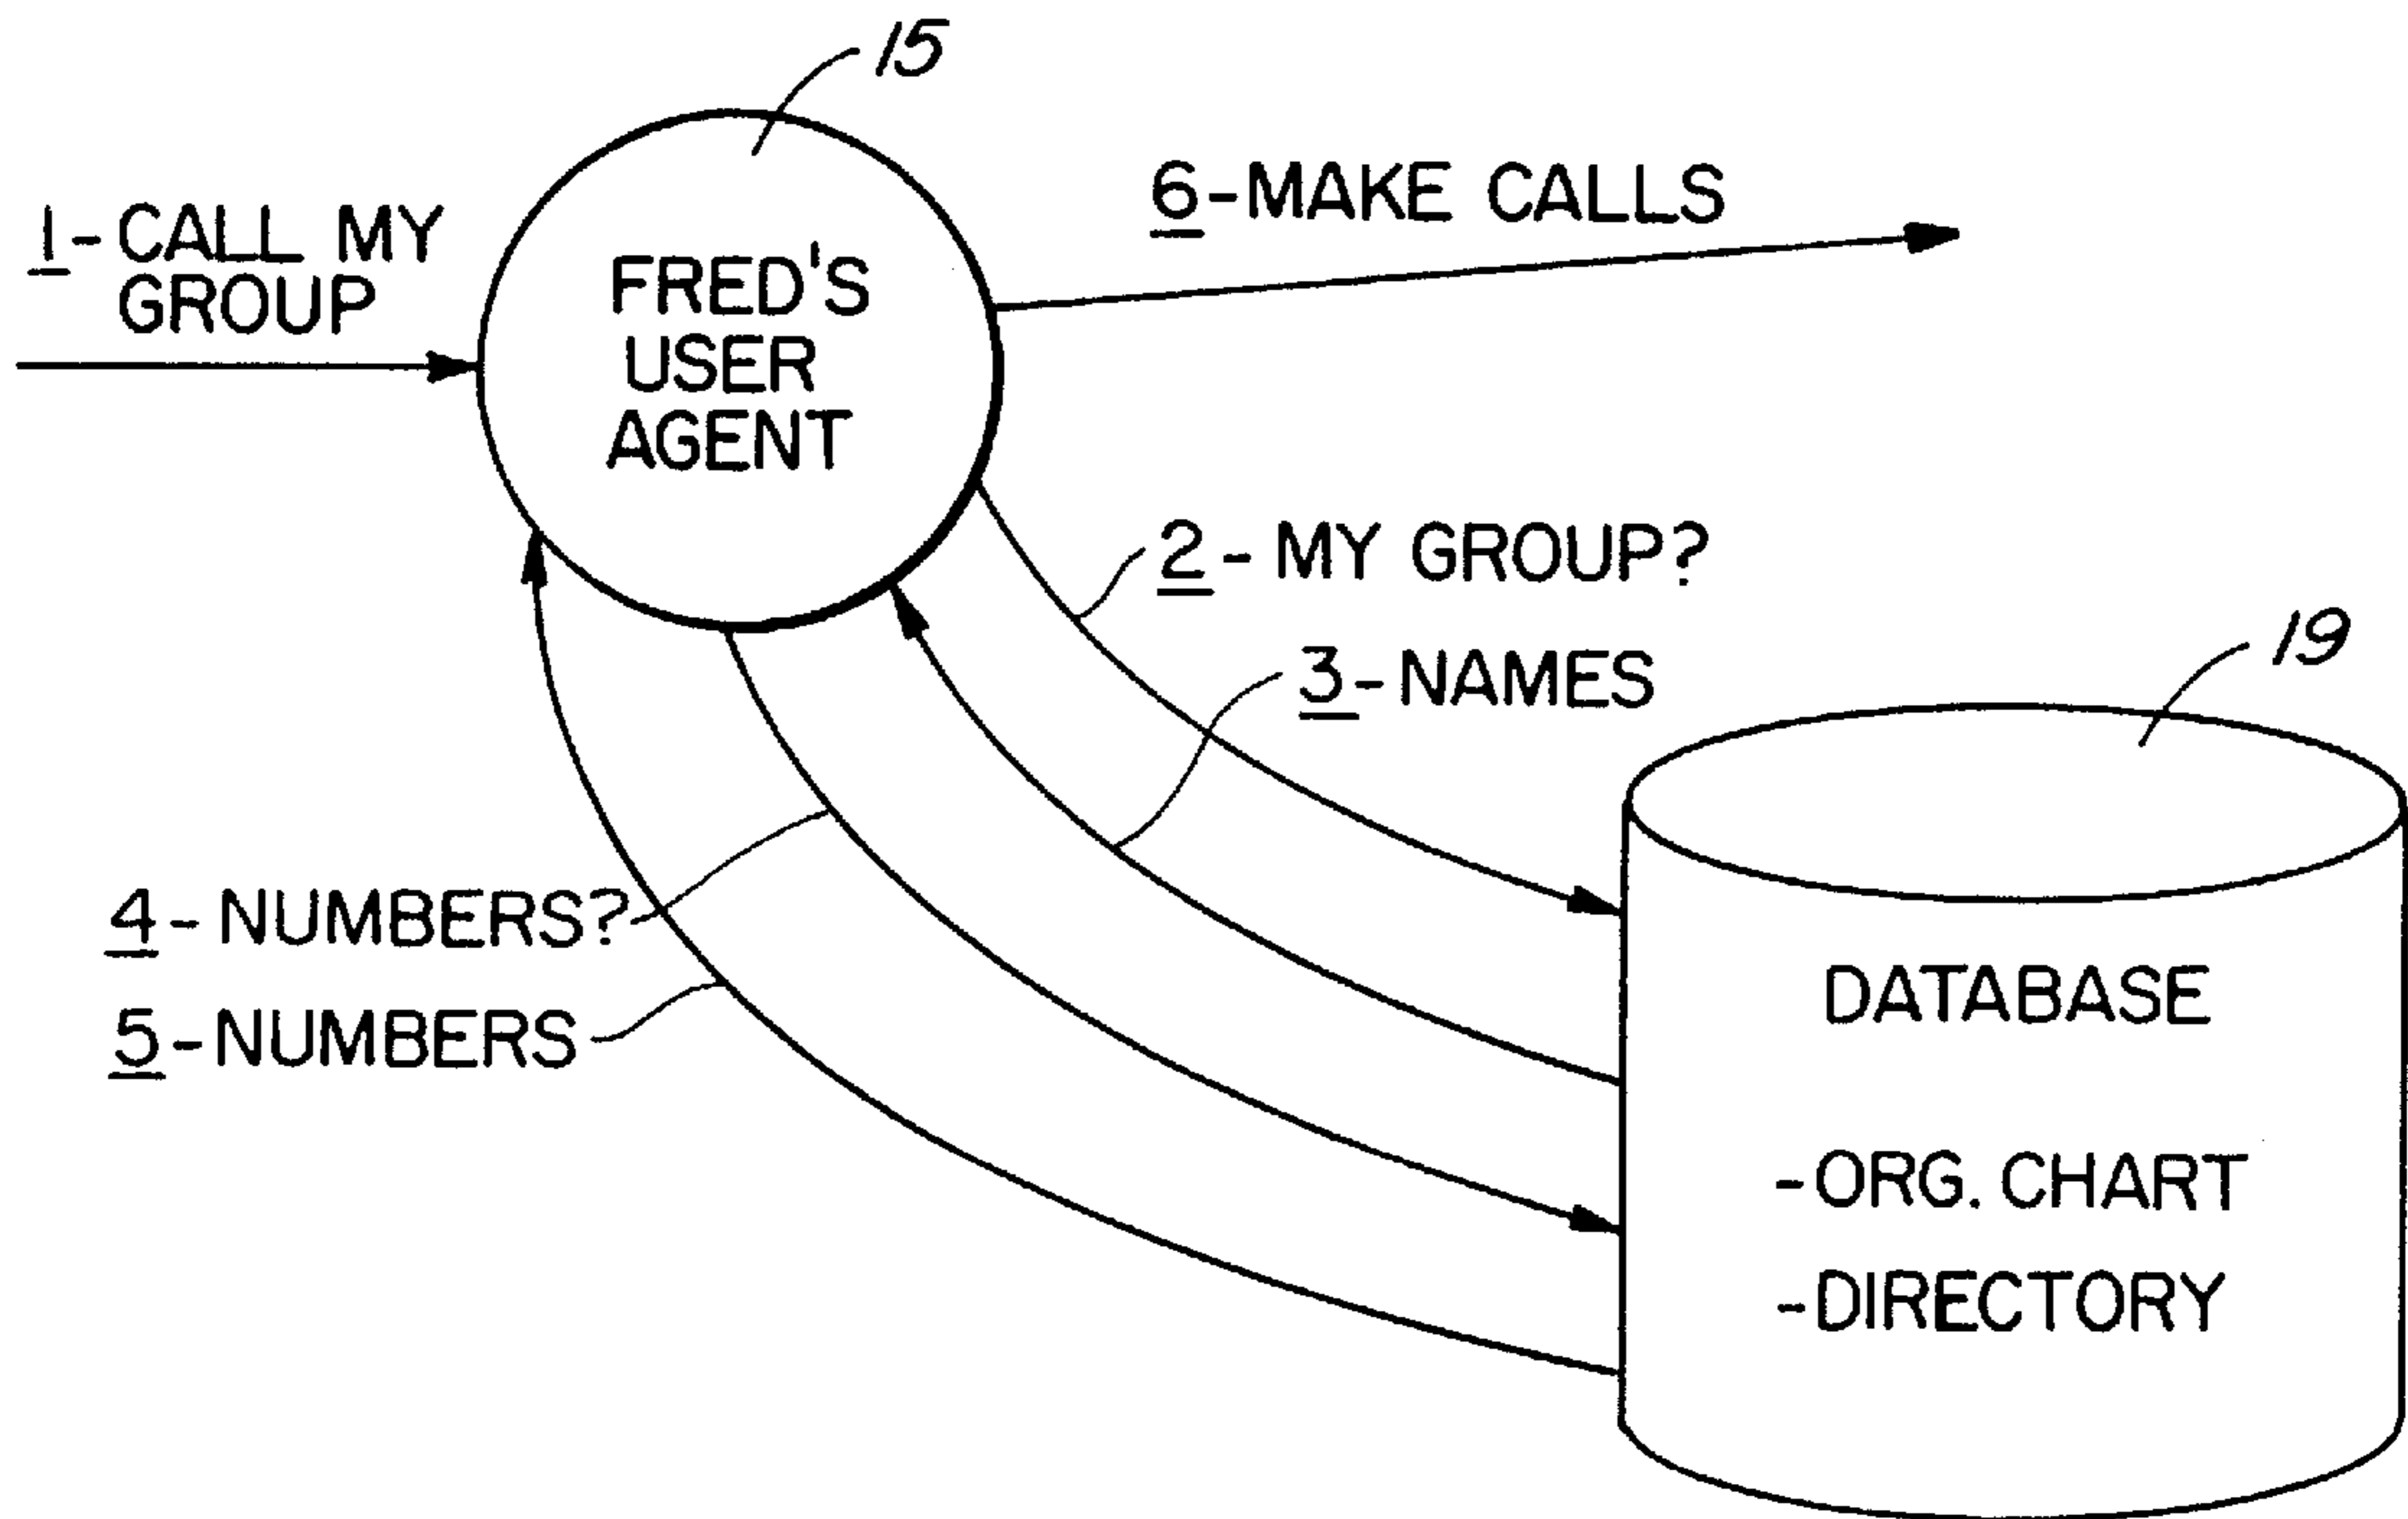 15
1-CALL MY
GROUP
FRED'S
USER
AGENT
6-MAKE CALLS
2- MY GROUP?
3-NAMES
19
4- NUMBERS?
5-NUMBERS
DATABASE
-ORG. CHART
-DIRECTORY